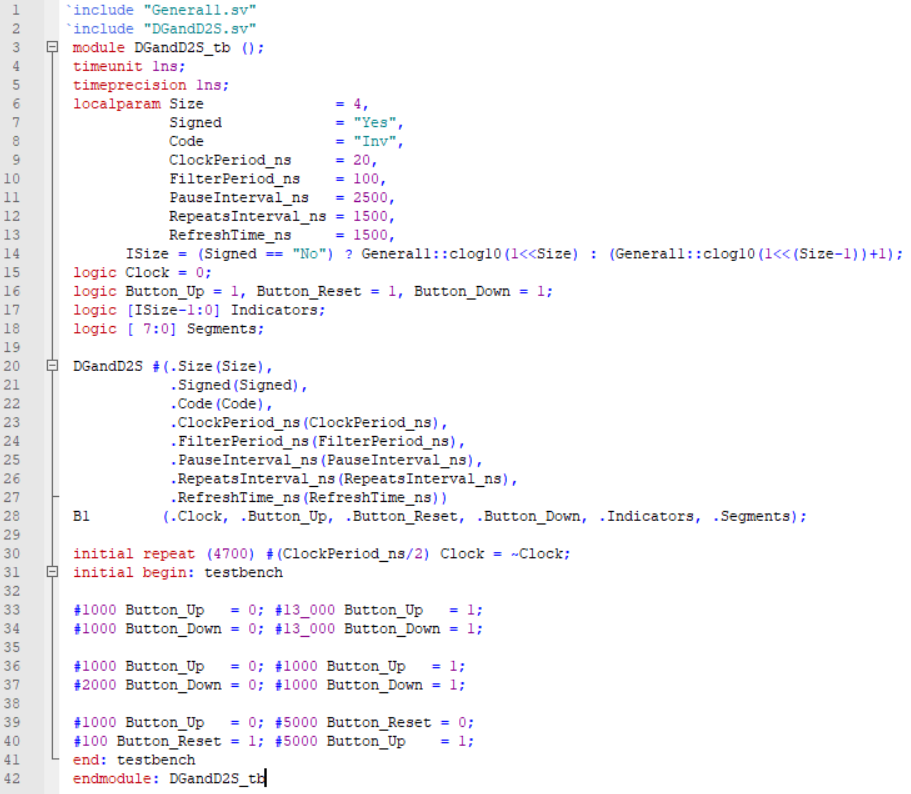 1 `include "General1.sv"
2 `include "DGandD2S.sv"
3 module DGandD2S_tb ();
4 timeunit 1ns;
5 timeprecision 1ns;
6 localparam Size = 4,
7 Signed = "Yes",
8 Code = "Inv",
9 ClockPeriod_ns = 20,
10 FilterPeriod_ns = 100,
11 PauseInterval_ns = 2500,
12 RepeatsInterval_ns = 1500,
13 RefreshTime_ns = 1500,
14 ISize = (Signed == "No") ? General1::clog10(1<<Size) : (General1::clog10(1<<(Size-1))+1);
15 logic Clock = 0;
16 logic Button_Up = 1, Button_Reset = 1, Button_Down = 1;
17 logic [ISize-1:0] Indicators;
18 logic [ 7:0] Segments;
19
20 DGandD2S #(.Size(Size),
21 .Signed(Signed),
22 .Code(Code),
23 .ClockPeriod_ns(ClockPeriod_ns),
24 .FilterPeriod_ns(FilterPeriod_ns),
25 .PauseInterval_ns(PauseInterval_ns),
26 .RepeatsInterval_ns(RepeatsInterval_ns),
27 .RefreshTime_ns(RefreshTime_ns))
28 B1 (.Clock, .Button_Up, .Button_Reset, .Button_Down, .Indicators, .Segments);
29
30 initial repeat (4700) #(ClockPeriod_ns/2) Clock = ~Clock;
31 initial begin: testbench
32
33 #1000 Button_Up = 0; #13_000 Button_Up = 1;
34 #1000 Button_Down = 0; #13_000 Button_Down = 1;
35
36 #1000 Button_Up = 0; #1000 Button_Up = 1;
37 #2000 Button_Down = 0; #1000 Button_Down = 1;
38
39 #1000 Button_Up = 0; #5000 Button_Reset = 0;
40 #100 Button_Reset = 1; #5000 Button_Up = 1;
41 end: testbench
42 endmodule: DGandD2S_tb